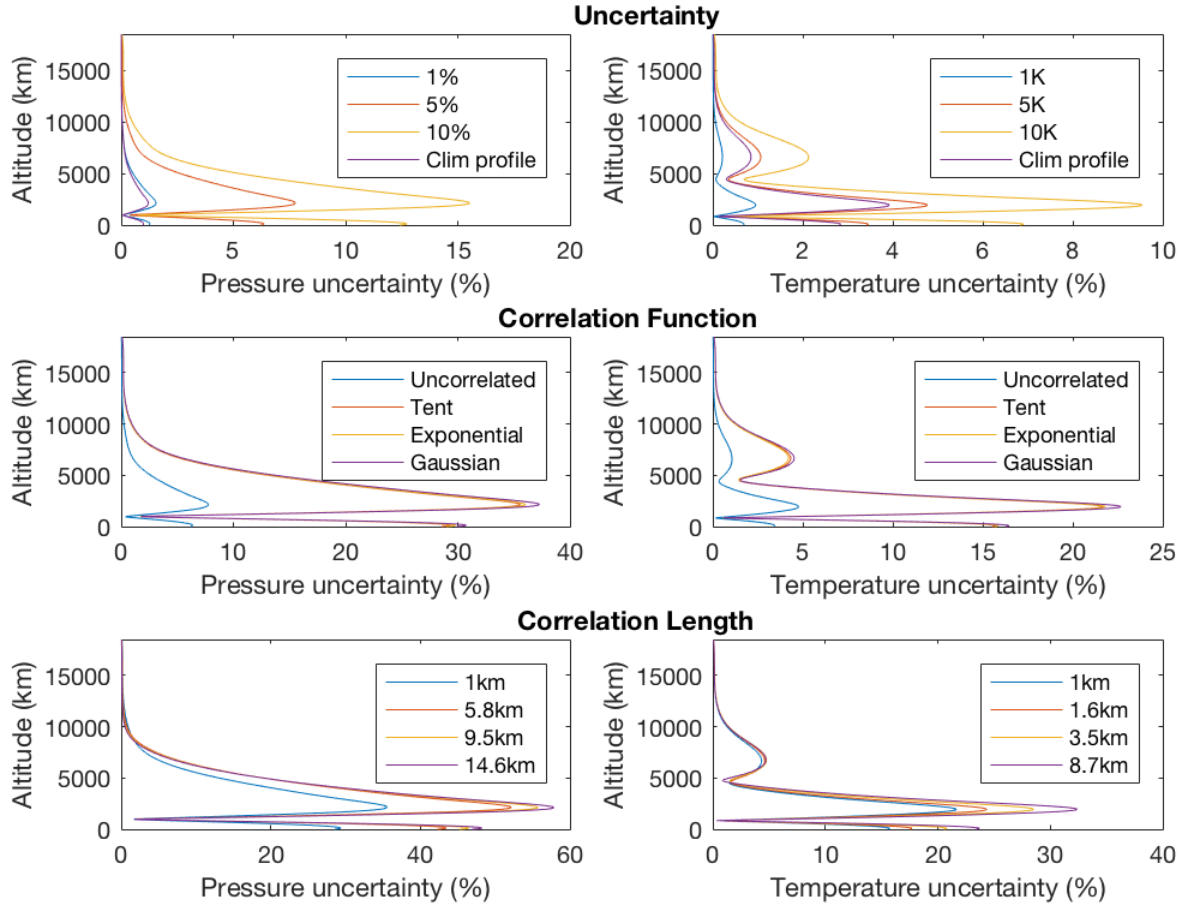 Uncertainty
Altitude (km)
15000
10000
5000
0
1%
5%
10%
Clim profile
0 5 10 15 20
Pressure uncertainty (%)
Altitude (km)
15000
10000
5000
0
1K
5K
10K
Clim profile
0 2 4 6 8 10
Temperature uncertainty (%)
Correlation Function
Altitude (km)
15000
10000
5000
0
Uncorrelated
Tent
Exponential
Gaussian
0 10 20 30 40
Pressure uncertainty (%)
Altitude (km)
15000
10000
5000
0
Uncorrelated
Tent
Exponential
Gaussian
0 5 10 15 20 25
Temperature uncertainty (%)
Correlation Length
Altitude (km)
15000
10000
5000
0
1km
5.8km
9.5km
14.6km
0 20 40 60
Pressure uncertainty (%)
Altitude (km)
15000
10000
5000
0
1km
1.6km
3.5km
8.7km
0 10 20 30 40
Temperature uncertainty (%)